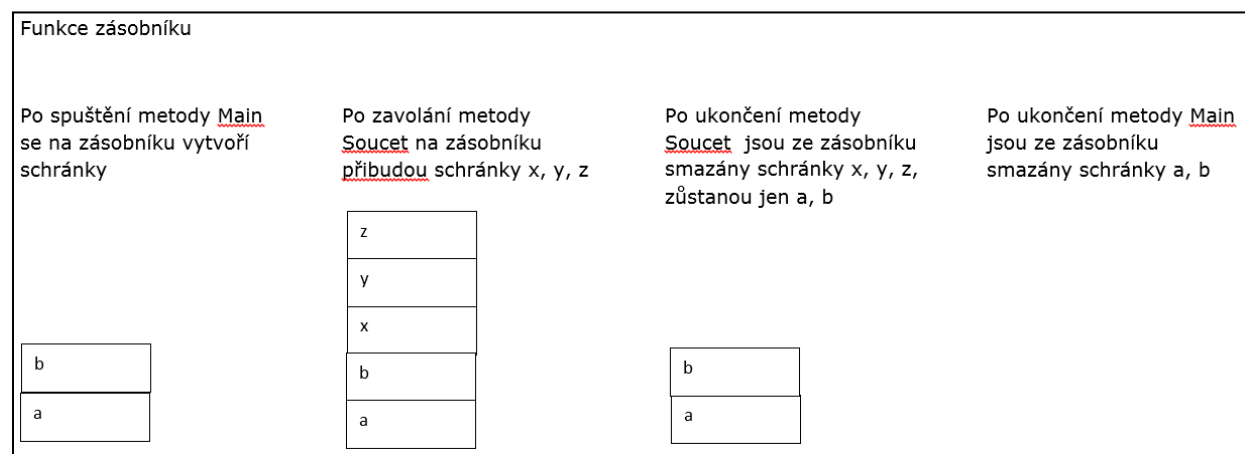 Funkce zásobníku
Po spuštění metody Main
se na zásobníku vytvoří
schránky
b
a
Po zavolání metody
Soucet na zásobníku
přibudou schránky x, y, z
z
y
x
b
a
Po ukončení metody
Soucet jsou ze zásobníku
smazány schránky x, y, z,
zůstanou jen a, b
b
a
Po ukončení metody Main
jsou ze zásobníku
smazány schránky a, b